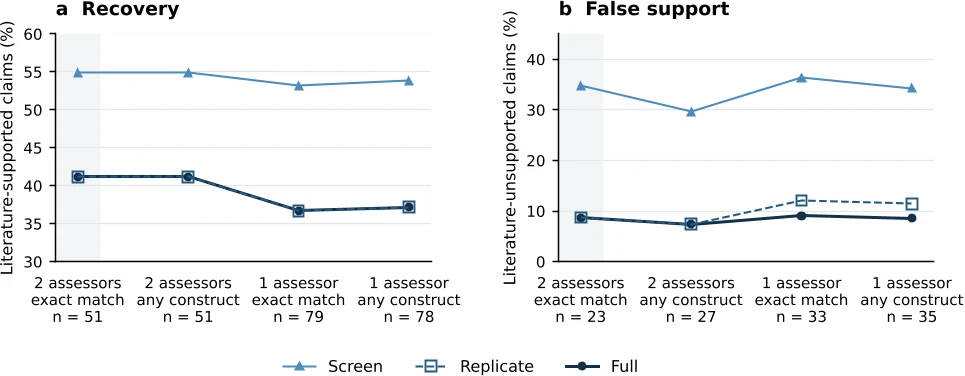 a Recovery
Literature-supported claims (%)
60
55
50
45
40
35
30
2 assessors
exact match
n = 51
2 assessors
any construct
n = 51
1 assessor
exact match
n = 79
1 assessor
any construct
n = 78
b False support
Literature-unsupported claims (%)
40
30
20
10
0
2 assessors
exact match
n = 23
2 assessors
any construct
n = 27
1 assessor
exact match
n = 33
1 assessor
any construct
n = 35
Screen
Replicate
Full